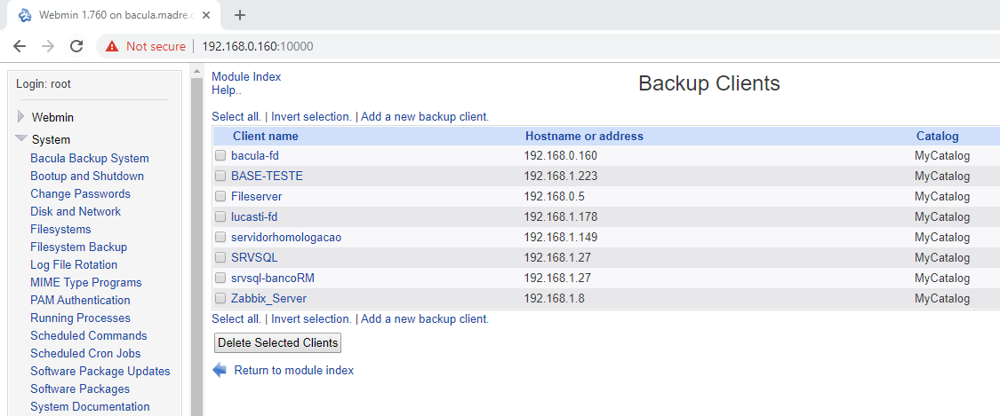 Webmin 1.760 on bacula.madre.
Not secure | 192.168.0.160:10000
Login: root
Webmin
System
Bacula Backup System
Bootup and Shutdown
Change Passwords
Disk and Network
Filesystems
Filesystem Backup
Log File Rotation
MIME Type Programs
PAM Authentication
Running Processes
Scheduled Commands
Scheduled Cron Jobs
Software Package Updates
Software Packages
System Documentation
Module Index
Help..
Backup Clients
Select all. | Invert selection. | Add a new backup client.
Client name Hostname or address Catalog
bacula-fd 192.168.0.160 MyCatalog
BASE-TESTE 192.168.1.223 MyCatalog
Fileserver 192.168.0.5 MyCatalog
lucasti-fd 192.168.1.178 MyCatalog
servidorhomologacao 192.168.1.149 MyCatalog
SRVSQL 192.168.1.27 MyCatalog
srvsql-bancoRM 192.168.1.27 MyCatalog
Zabbix_Server 192.168.1.8 MyCatalog
Select all. | Invert selection. | Add a new backup client.
Delete Selected Clients
Return to module index